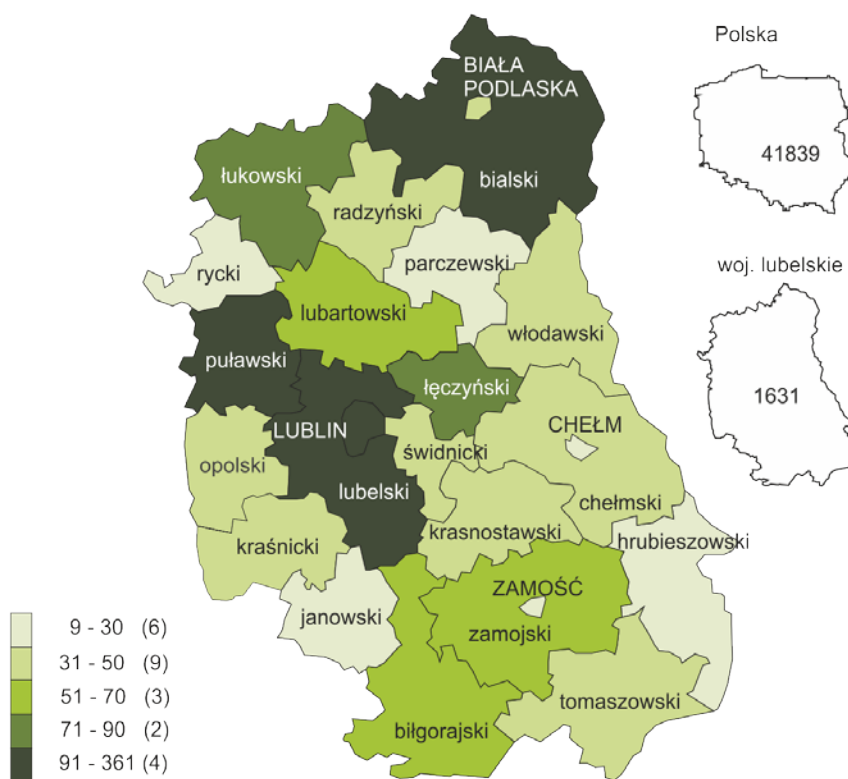 Polska
41839
woj. lubelskie
1631
BIAŁA
PODLASKA
bialski
łukowski
radzyński
rycki
parczewski
lubartowski
włodawski
puławski
łęczyński
LUBLIN
CHEŁM
świdnicki
opolski
lubelski
chełmski
krasnostawski
hrubieszowski
kraśnicki
ZAMOŚĆ
janowski
zamojski
tomaszowski
biłgorajski
9 - 30 (6)
31 - 50 (9)
51 - 70 (3)
71 - 90 (2)
91 - 361 (4)